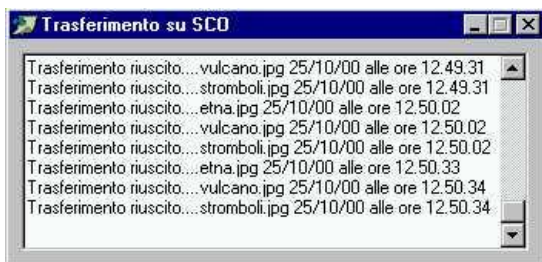 Trasferimento su SCO
Trasferimento riuscito....vulcano.jpg 25/10/00 alle ore 12.49.31
Trasferimento riuscito....stromboli.jpg 25/10/00 alle ore 12.49.31
Trasferimento riuscito....etna.jpg 25/10/00 alle ore 12.50.02
Trasferimento riuscito....vulcano.jpg 25/10/00 alle ore 12.50.02
Trasferimento riuscito....stromboli.jpg 25/10/00 alle ore 12.50.02
Trasferimento riuscito....etna.jpg 25/10/00 alle ore 12.50.33
Trasferimento riuscito....vulcano.jpg 25/10/00 alle ore 12.50.34
Trasferimento riuscito....stromboli.jpg 25/10/00 alle ore 12.50.34